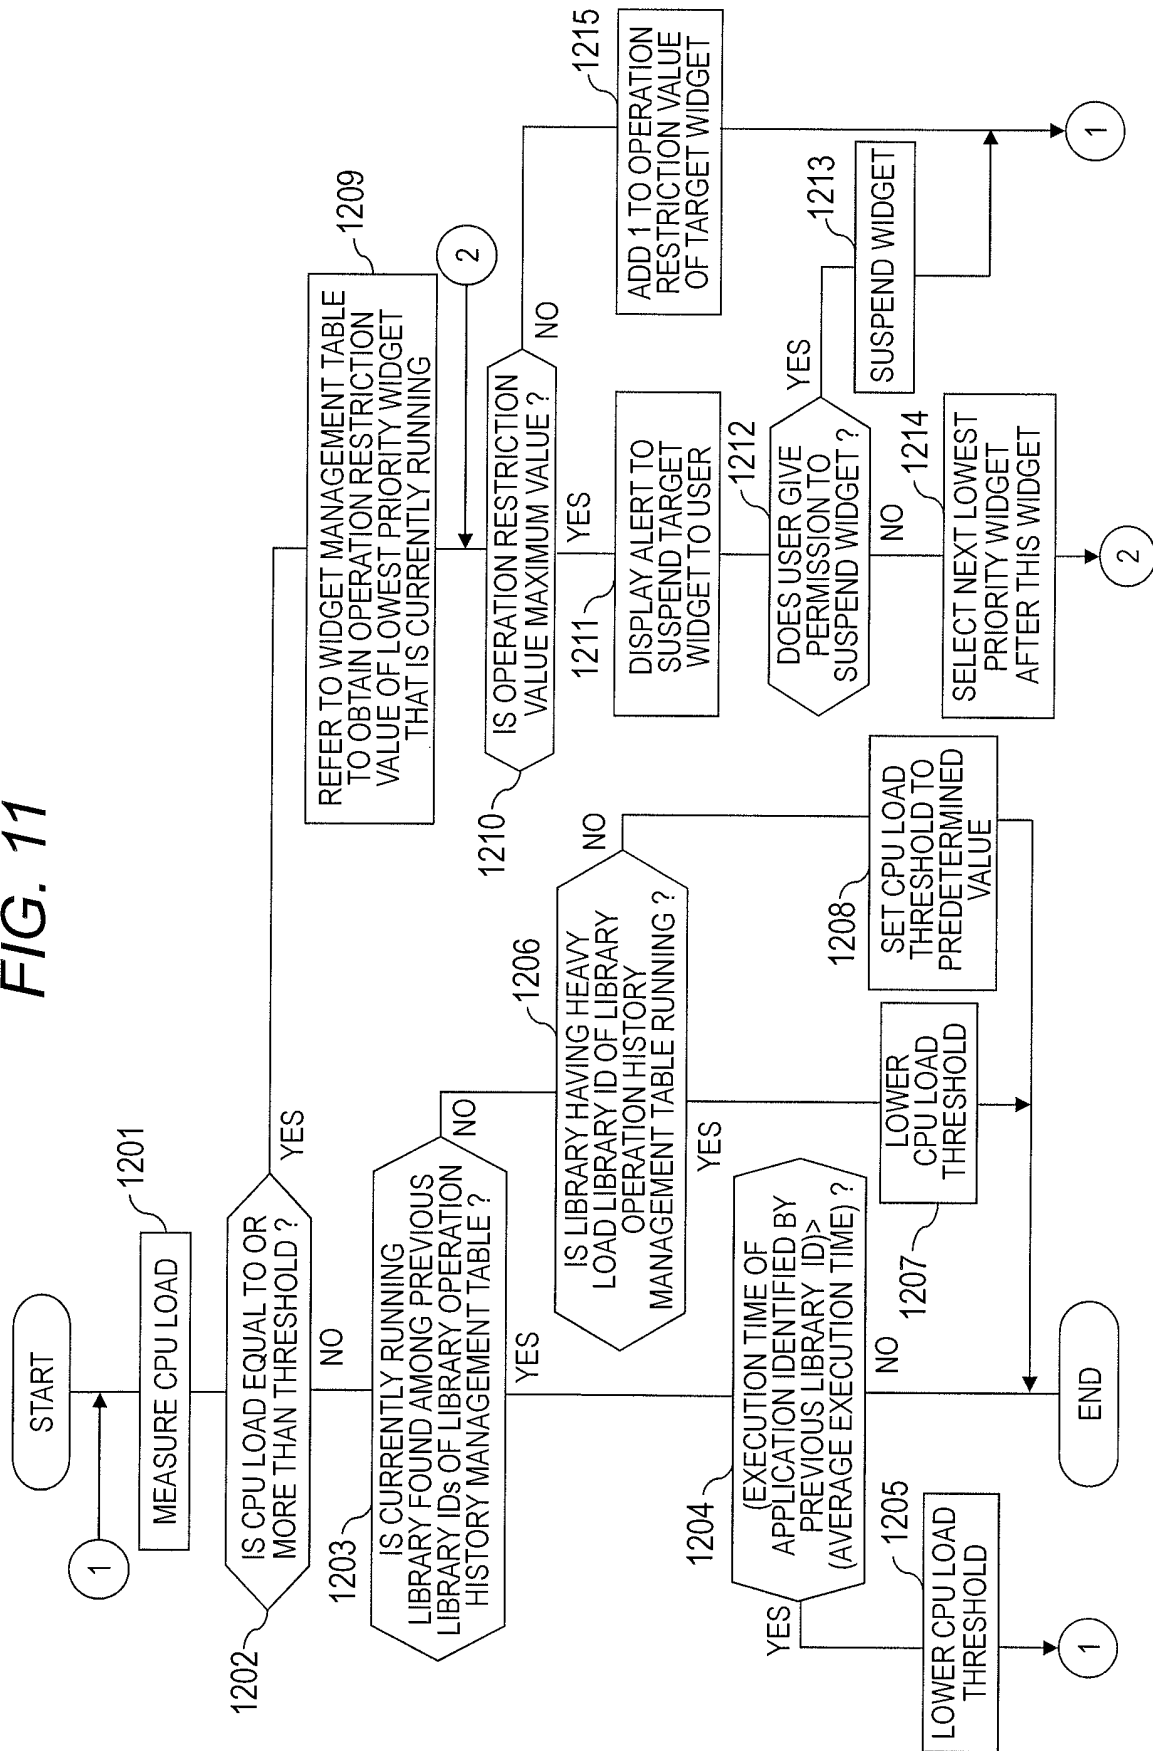 FIG. 11
START
1
MEASURE CPU LOAD
1201
IS CPU LOAD EQUAL TO OR
MORE THAN THRESHOLD ?
1202
YES
NO
IS CURRENTLY RUNNING
LIBRARY FOUND AMONG PREVIOUS
LIBRARY IDs OF LIBRARY OPERATION
HISTORY MANAGEMENT TABLE ?
1203
NO
YES
(EXECUTION TIME OF
APPLICATION IDENTIFIED BY
PREVIOUS LIBRARY ID)>
(AVERAGE EXECUTION TIME) ?
1204
YES
NO
LOWER CPU LOAD
THRESHOLD
1205
1
IS LIBRARY HAVING HEAVY
LOAD LIBRARY ID OF LIBRARY
OPERATION HISTORY
MANAGEMENT TABLE RUNNING ?
1206
NO
YES
LOWER
CPU LOAD
THRESHOLD
1207
SET CPU LOAD
THRESHOLD TO
PREDETERMINED
VALUE
1208
END
REFER TO WIDGET MANAGEMENT TABLE
TO OBTAIN OPERATION RESTRICTION
VALUE OF LOWEST PRIORITY WIDGET
THAT IS CURRENTLY RUNNING
1209
2
IS OPERATION RESTRICTION
VALUE MAXIMUM VALUE ?
1210
NO
YES
DISPLAY ALERT TO
SUSPEND TARGET
WIDGET TO USER
1211
DOES USER GIVE
PERMISSION TO
SUSPEND WIDGET ?
1212
YES
NO
SUSPEND WIDGET
1213
SELECT NEXT LOWEST
PRIORITY WIDGET
AFTER THIS WIDGET
1214
2
ADD 1 TO OPERATION
RESTRICTION VALUE
OF TARGET WIDGET
1215
1